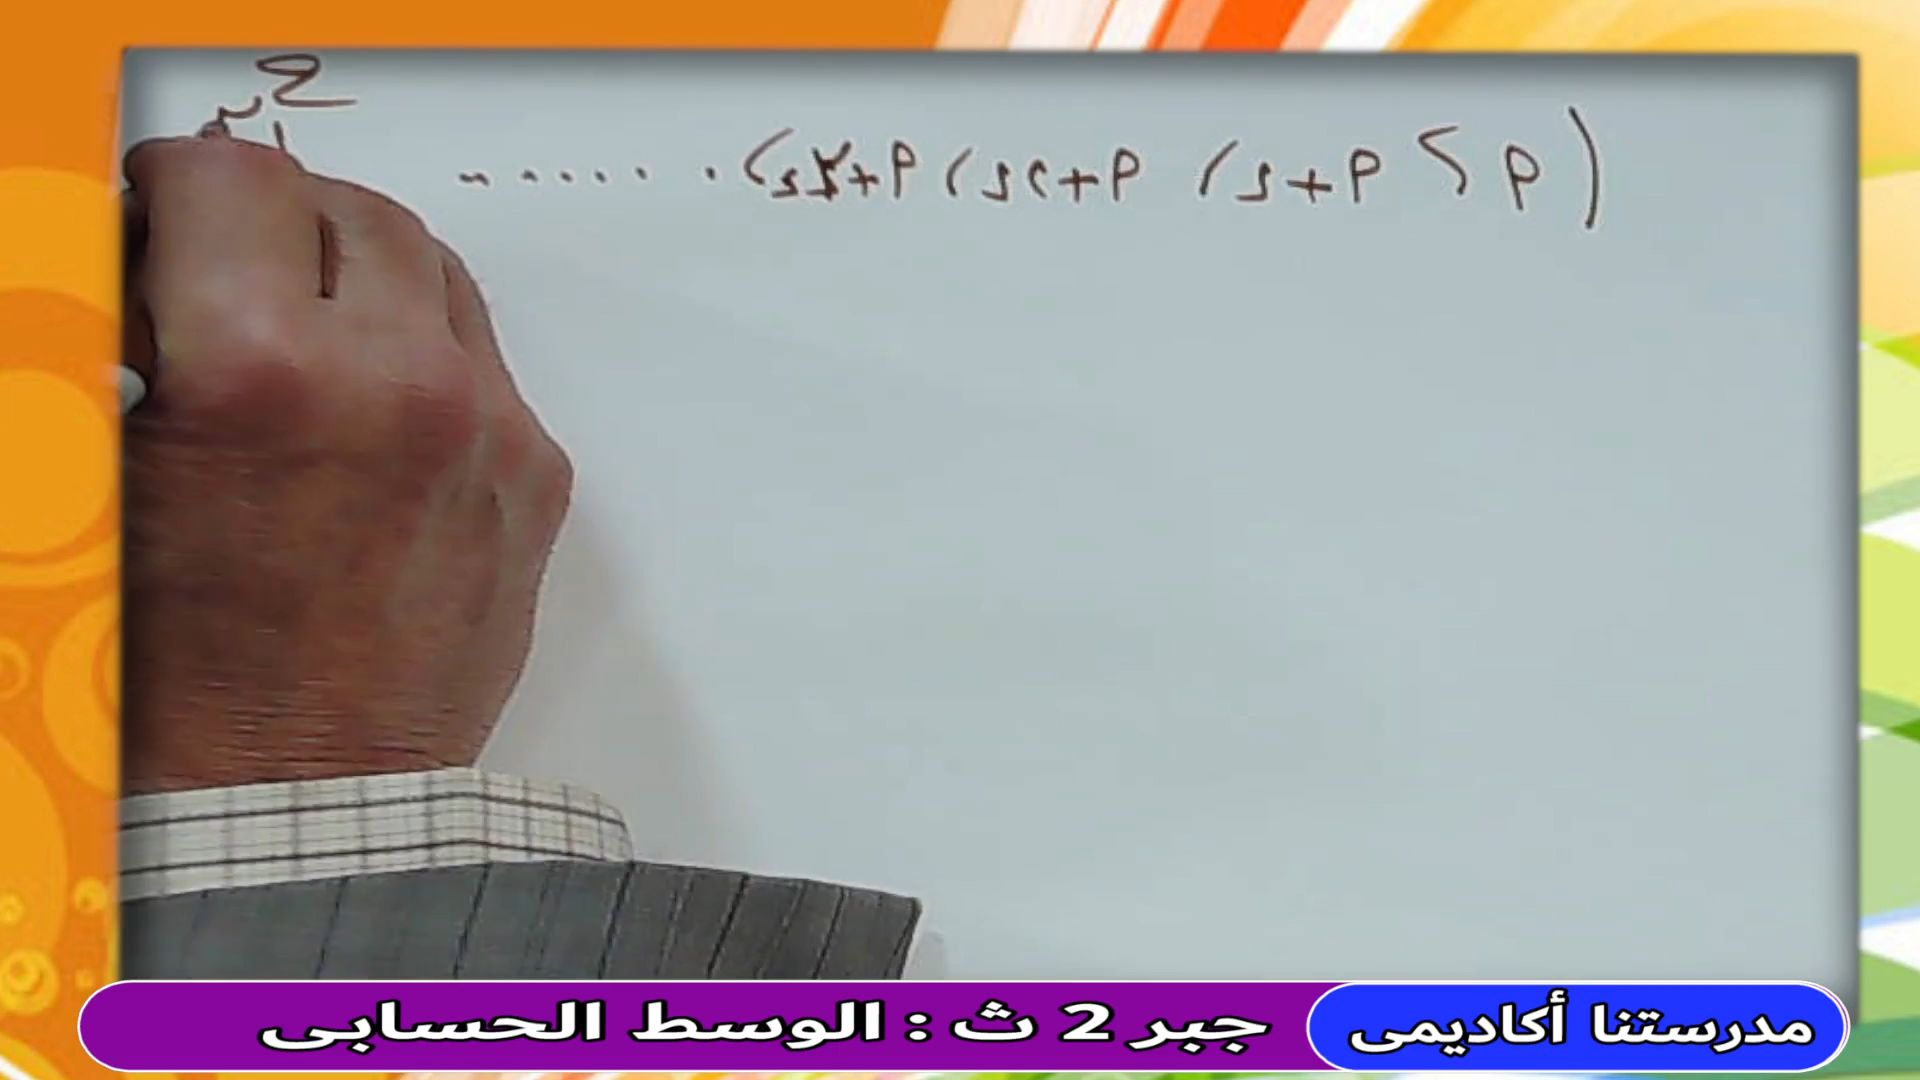 (أ ، أ+د ، أ+٢د ، أ+٣د ، ........
مدرستنا أكاديمى
جبر 2 ث : الوسط الحسابى